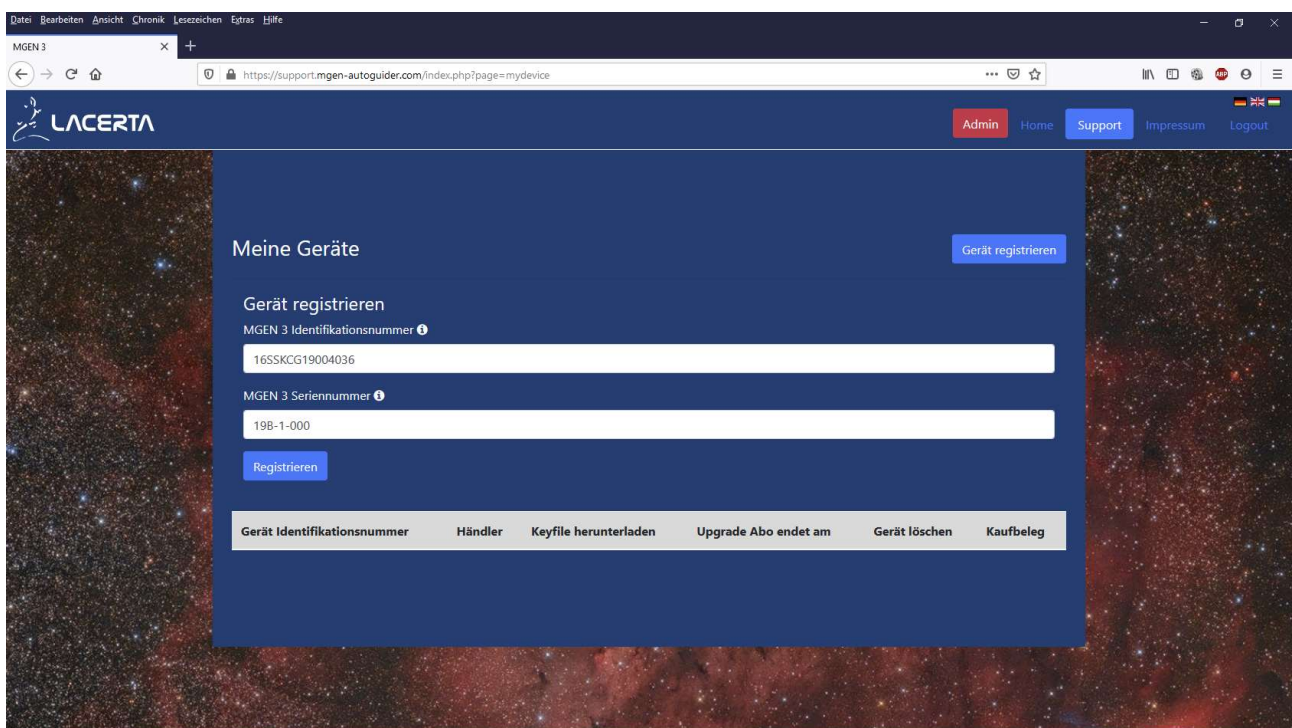 Datei Bearbeiten Ansicht Chronik Lesezeichen Extras Hilfe
MGEN 3
https://support.mgen-autoguider.com/index.php?page=mydevice
ABP
LACERTA
Admin Home Support Impressum Logout
Meine Geräte
Gerät registrieren
Gerät registrieren
MGEN 3 Identifikationsnummer
16SSKCG19004036
MGEN 3 Seriennummer
19B-1-000
Registrieren
Gerät Identifikationsnummer Händler Keyfile herunterladen Upgrade Abo endet am Gerät löschen Kaufbeleg